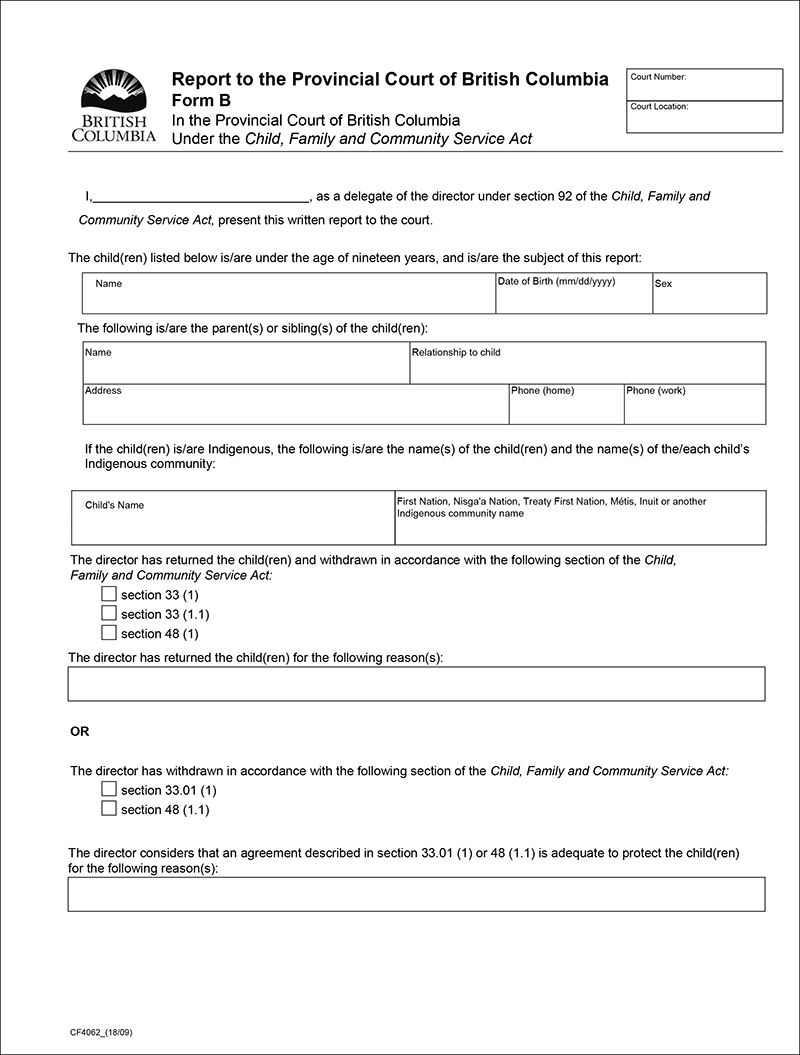 Report to the Provincial Court of British Columbia
Form B
In the Provincial Court of British Columbia
Under the Child, Family and Community Service Act
BRITISH
COLUMBIA
Court Number:
Court Location:
I,_______________________________, as a delegate of the director under section 92 of the Child, Family and
Community Service Act, present this written report to the court.
The child(ren) listed below is/are under the age of nineteen years, and is/are the subject of this report:
Name
Date of Birth (mm/dd/yyyy)
Sex
The following is/are the parent(s) or sibling(s) of the child(ren):
Name
Relationship to child
Address
Phone (home)
Phone (work)
If the child(ren) is/are Indigenous, the following is/are the name(s) of the child(ren) and the name(s) of the/each child's
Indigenous community:
Child's Name
First Nation, Nisga'a Nation, Treaty First Nation, Métis, Inuit or another
Indigenous community name
The director has returned the child(ren) and withdrawn in accordance with the following section of the Child,
Family and Community Service Act:
section 33 (1)
section 33 (1.1)
section 48 (1)
The director has returned the child(ren) for the following reason(s):
OR
The director has withdrawn in accordance with the following section of the Child, Family and Community Service Act:
section 33.01 (1)
section 48 (1.1)
The director considers that an agreement described in section 33.01 (1) or 48 (1.1) is adequate to protect the child(ren)
for the following reason(s):
CF4062_(18/09)